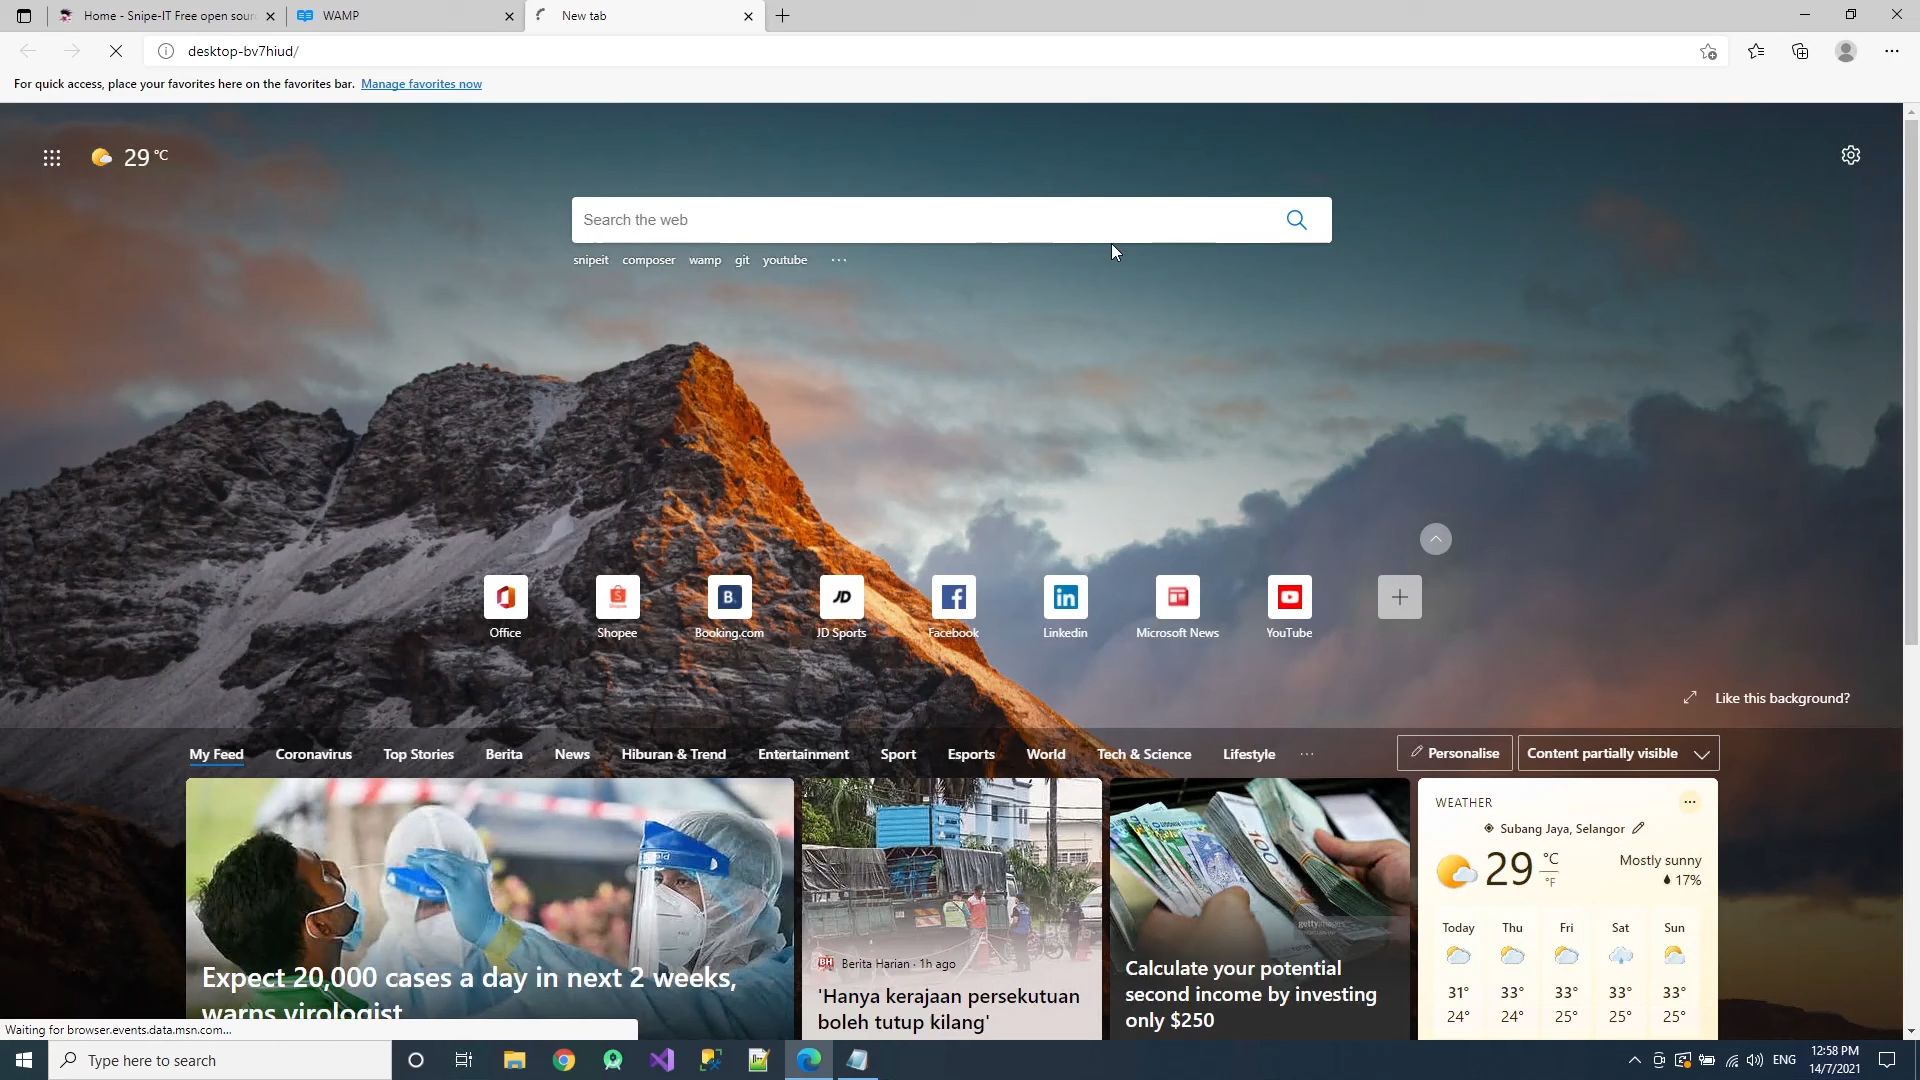 Home - Snipe-IT Free open sour
WAMP
New tab
desktop-bv7hiud/
For quick access, place your favorites here on the favorites bar. Manage favorites now
29 °C
Search the web
snipeit composer wamp git youtube ...
Office
Shopee
Booking.com
JD Sports
Facebook
Linkedin
Microsoft News
YouTube
Like this background?
My Feed Coronavirus Top Stories Berita News Hiburan & Trend Entertainment Sport Esports World Tech & Science Lifestyle ...
Personalise
Content partially visible
Expect 20,000 cases a day in next 2 weeks,
warns virologist
BH Berita Harian · 1h ago
'Hanya kerajaan persekutuan
boleh tutup kilang'
gettyimages
Calculate your potential
second income by investing
only $250
WEATHER
Subang Jaya, Selangor
29 °C
°F
Mostly sunny
17%
Today Thu Fri Sat Sun
31° 33° 33° 33° 33°
24° 24° 25° 25° 25°
Waiting for browser.events.data.msn.com...
Type here to search
ENG
12:58 PM
14/7/2021